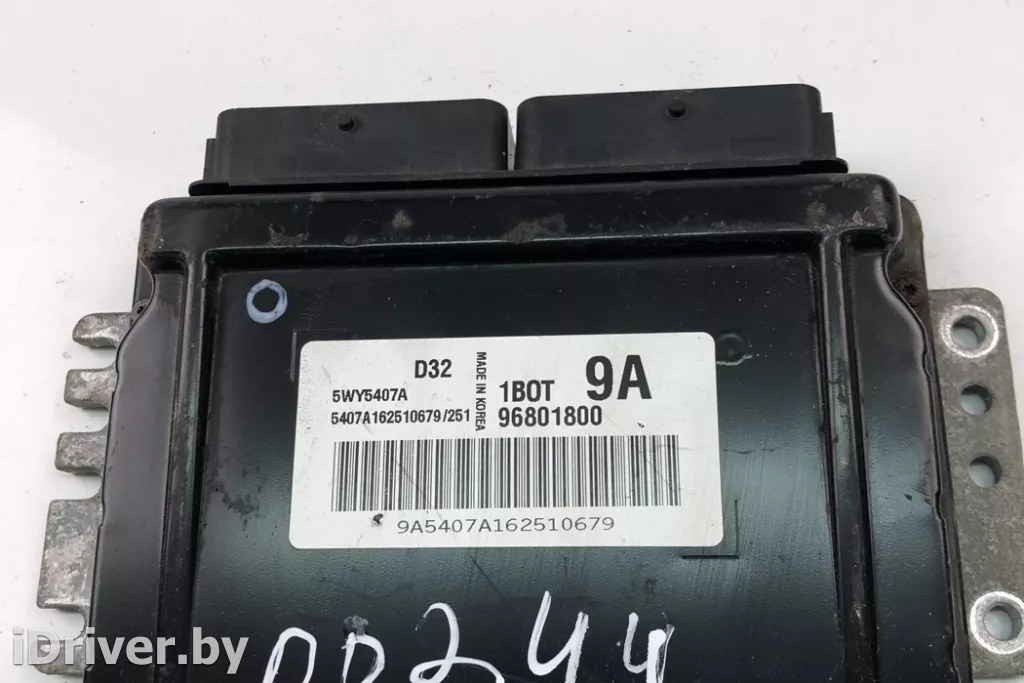 D32
MADE IN KOREA
1BOT
9A
5WY5407A
5407A162510679/251
96801800
9A5407A162510679
iDriver.by